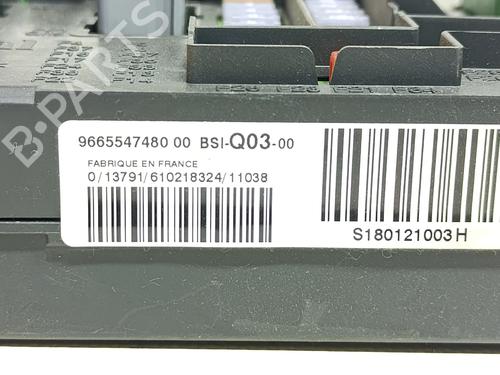 B-PARTS
9665547480 00 BSI-Q03-00
FABRIQUE EN FRANCE
0/13791/610218324/11038
S180121003H